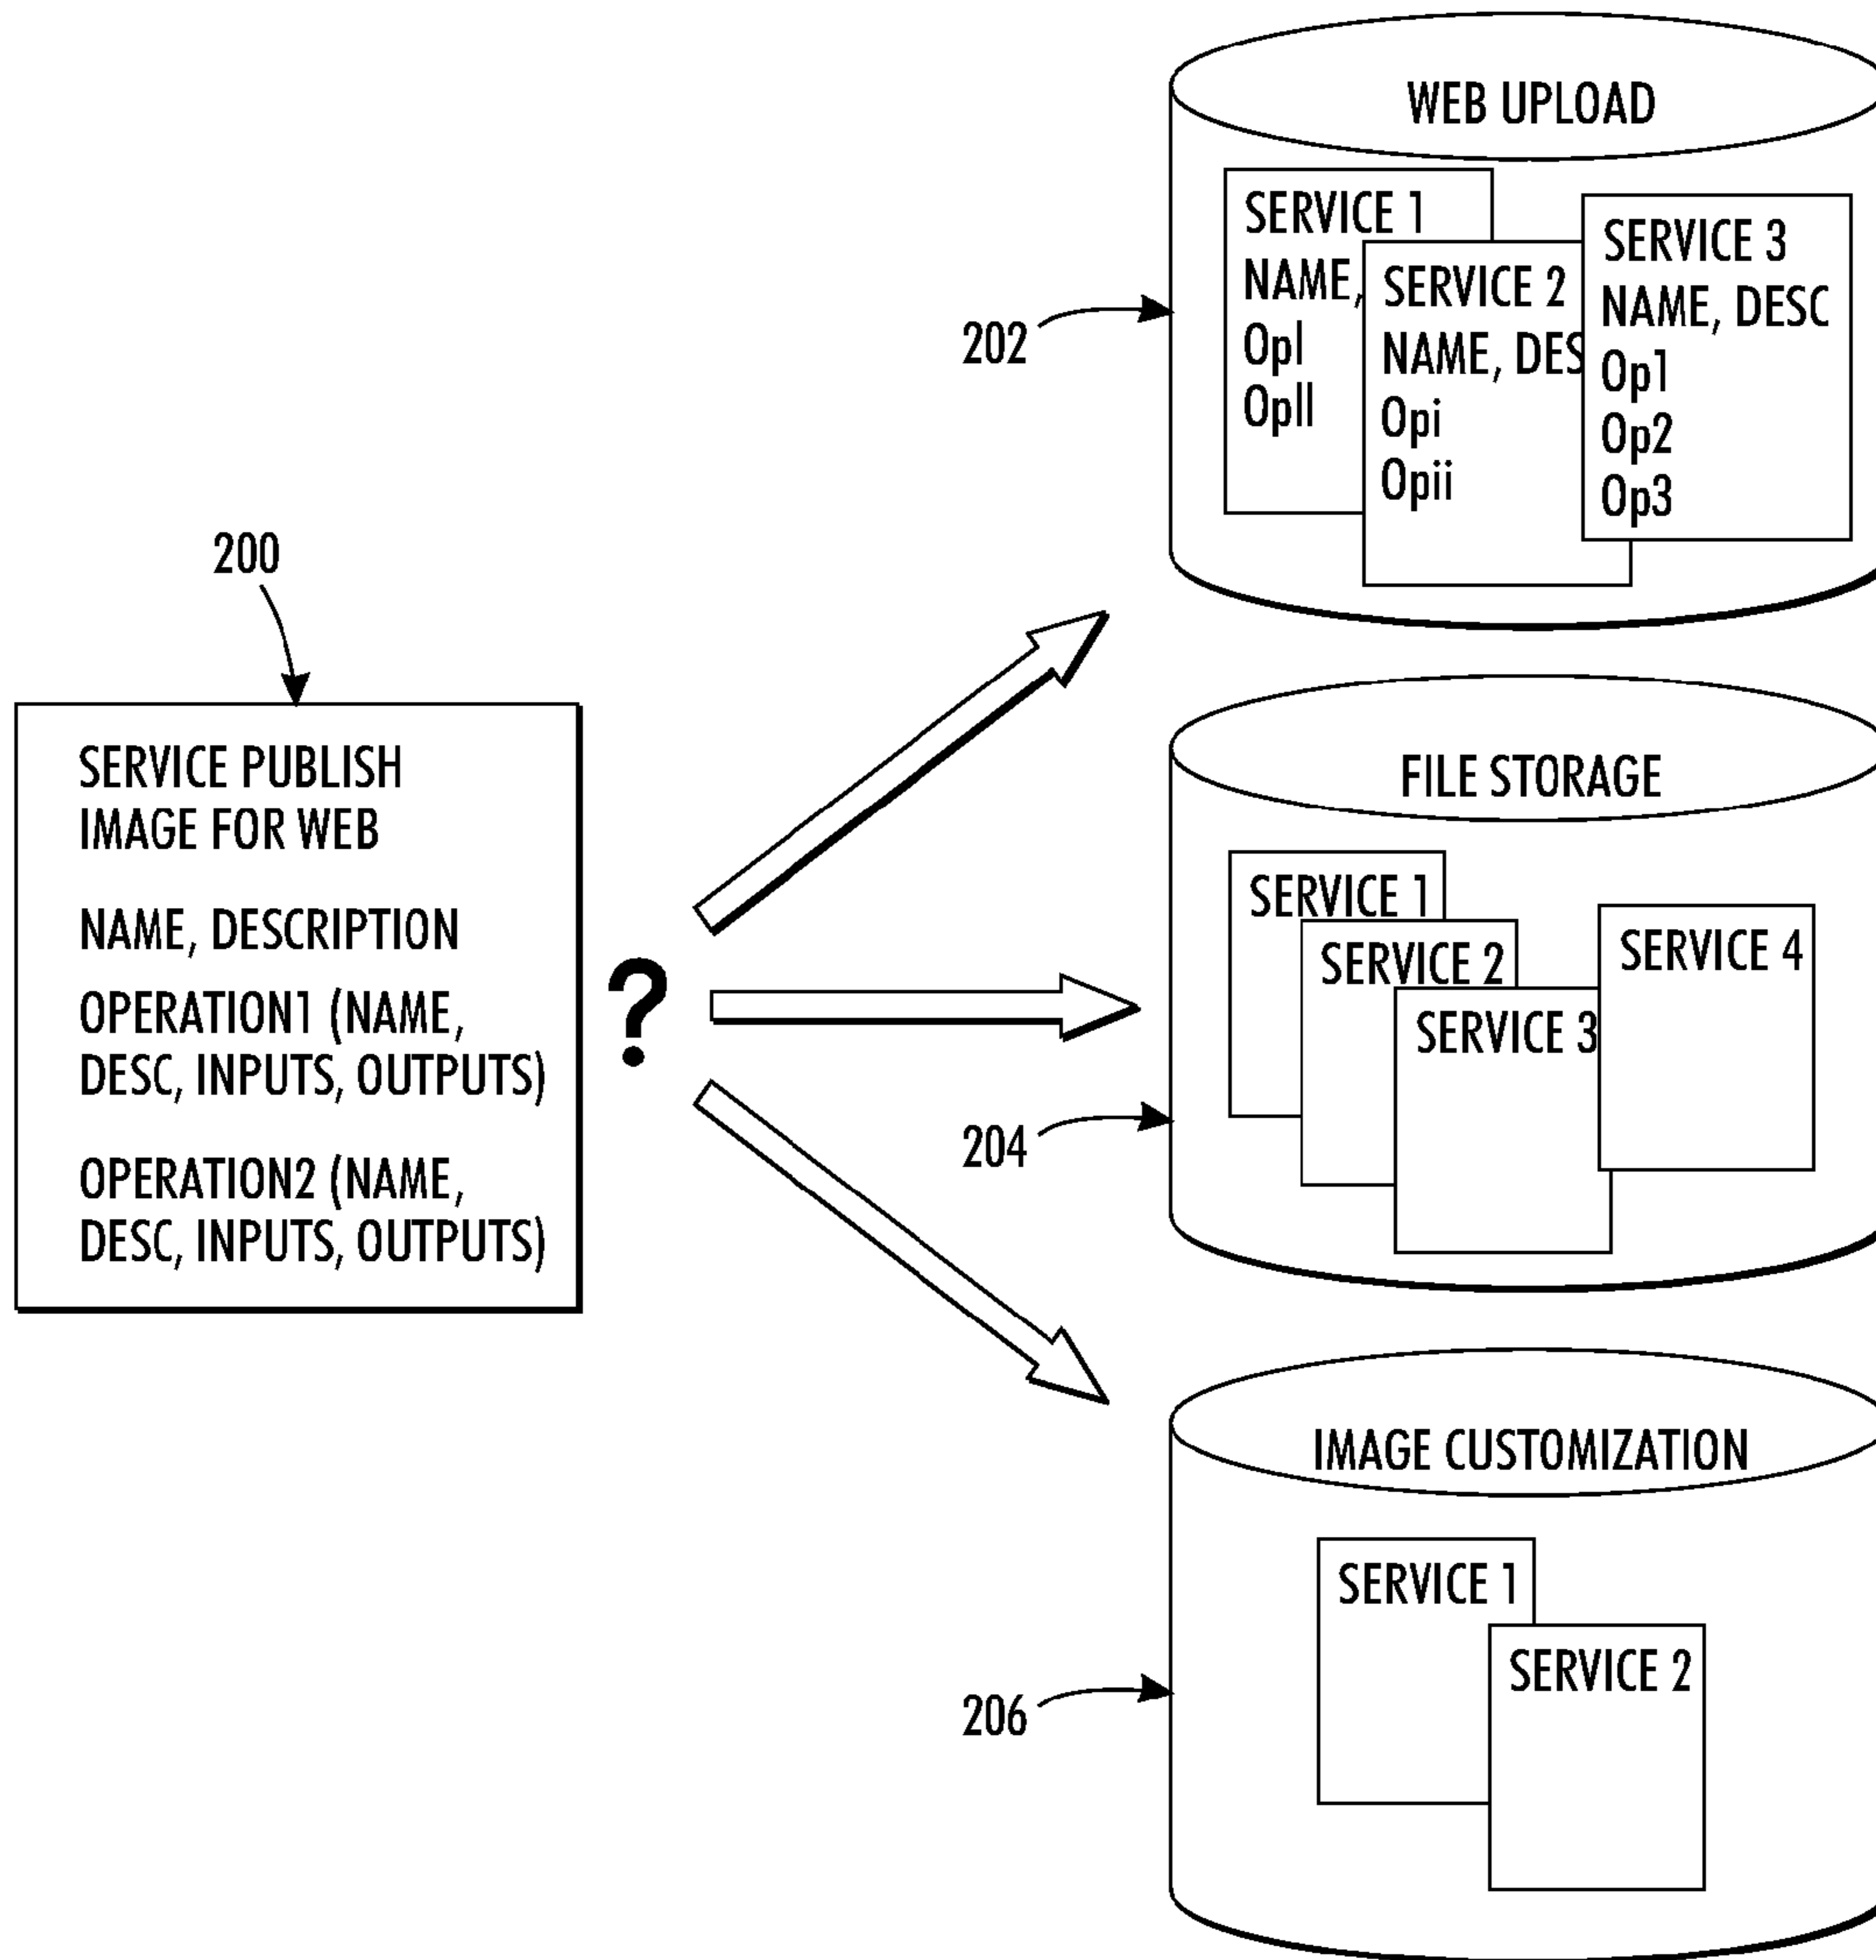 200
SERVICE PUBLISH
IMAGE FOR WEB
NAME, DESCRIPTION
OPERATION1 (NAME,
DESC, INPUTS, OUTPUTS)
OPERATION2 (NAME,
DESC, INPUTS, OUTPUTS)
?
WEB UPLOAD
202
SERVICE 1
NAME,
OpI
OpII
SERVICE 2
NAME, DES
Opi
Opii
SERVICE 3
NAME, DESC
Op1
Op2
Op3
FILE STORAGE
204
SERVICE 1
SERVICE 2
SERVICE 3
SERVICE 4
IMAGE CUSTOMIZATION
206
SERVICE 1
SERVICE 2